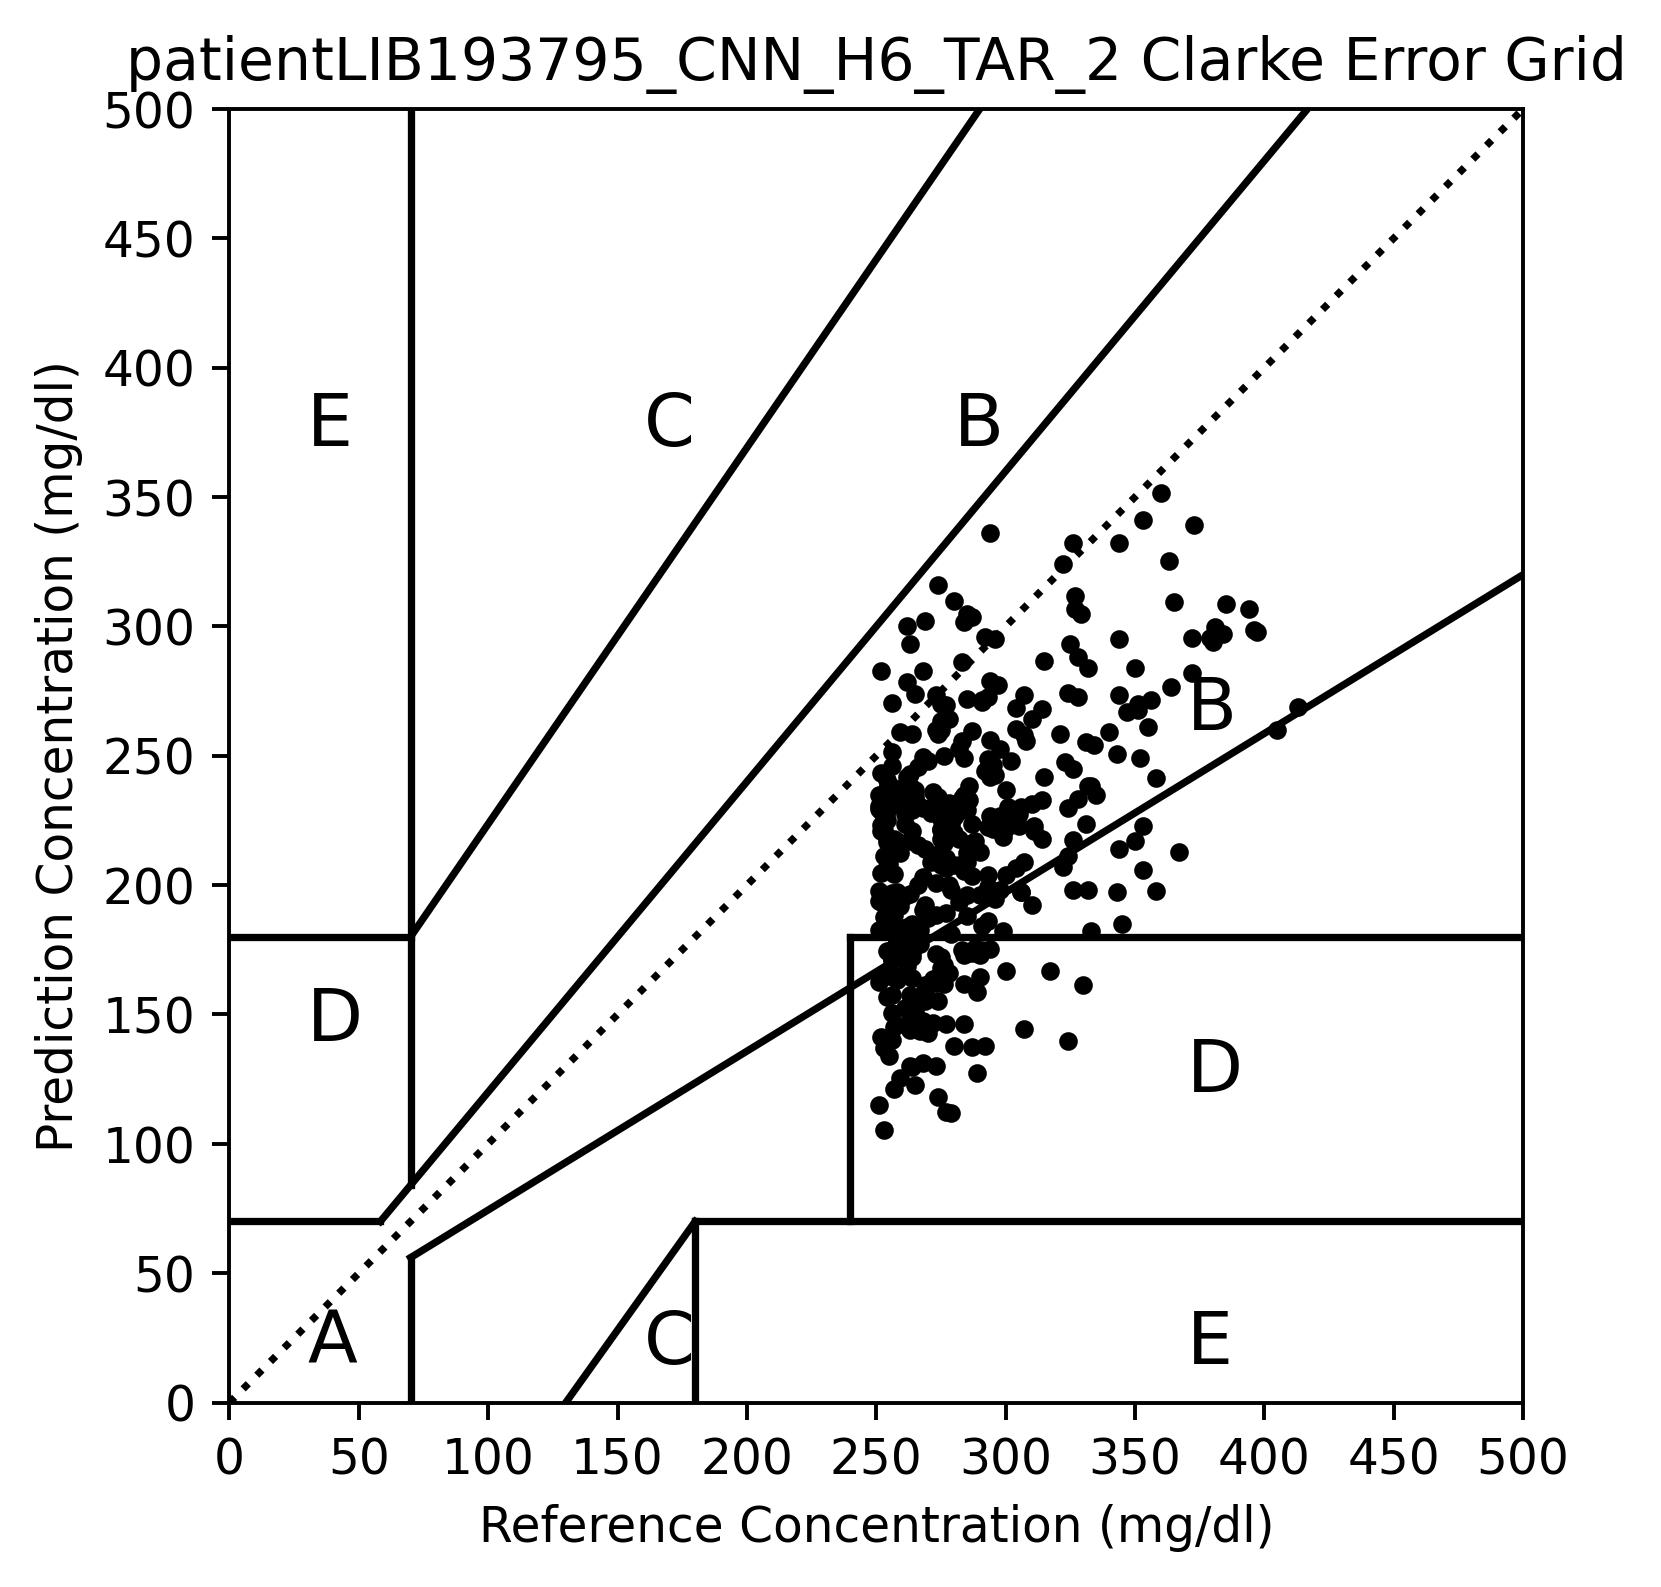 patientLIB193795_CNN_H6_TAR_2 Clarke Error Grid
500
450
400
350
300
250
200
150
100
50
0
Prediction Concentration (mg/dl)
E
C
B
B
D
D
A
C
E
0 50 100 150 200 250 300 350 400 450 500
Reference Concentration (mg/dl)